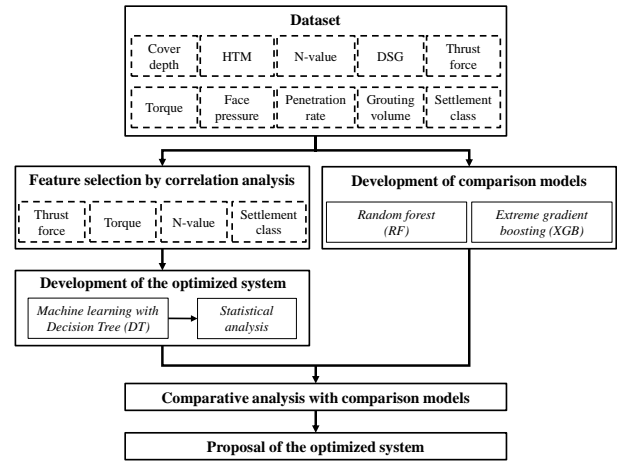 Dataset
Cover depth
HTM
N-value
DSG
Thrust force
Torque
Face pressure
Penetration rate
Grouting volume
Settlement class
Feature selection by correlation analysis
Thrust force
Torque
N-value
Settlement class
Development of comparison models
Random forest (RF)
Extreme gradient boosting (XGB)
Development of the optimized system
Machine learning with Decision Tree (DT)
Statistical analysis
Comparative analysis with comparison models
Proposal of the optimized system